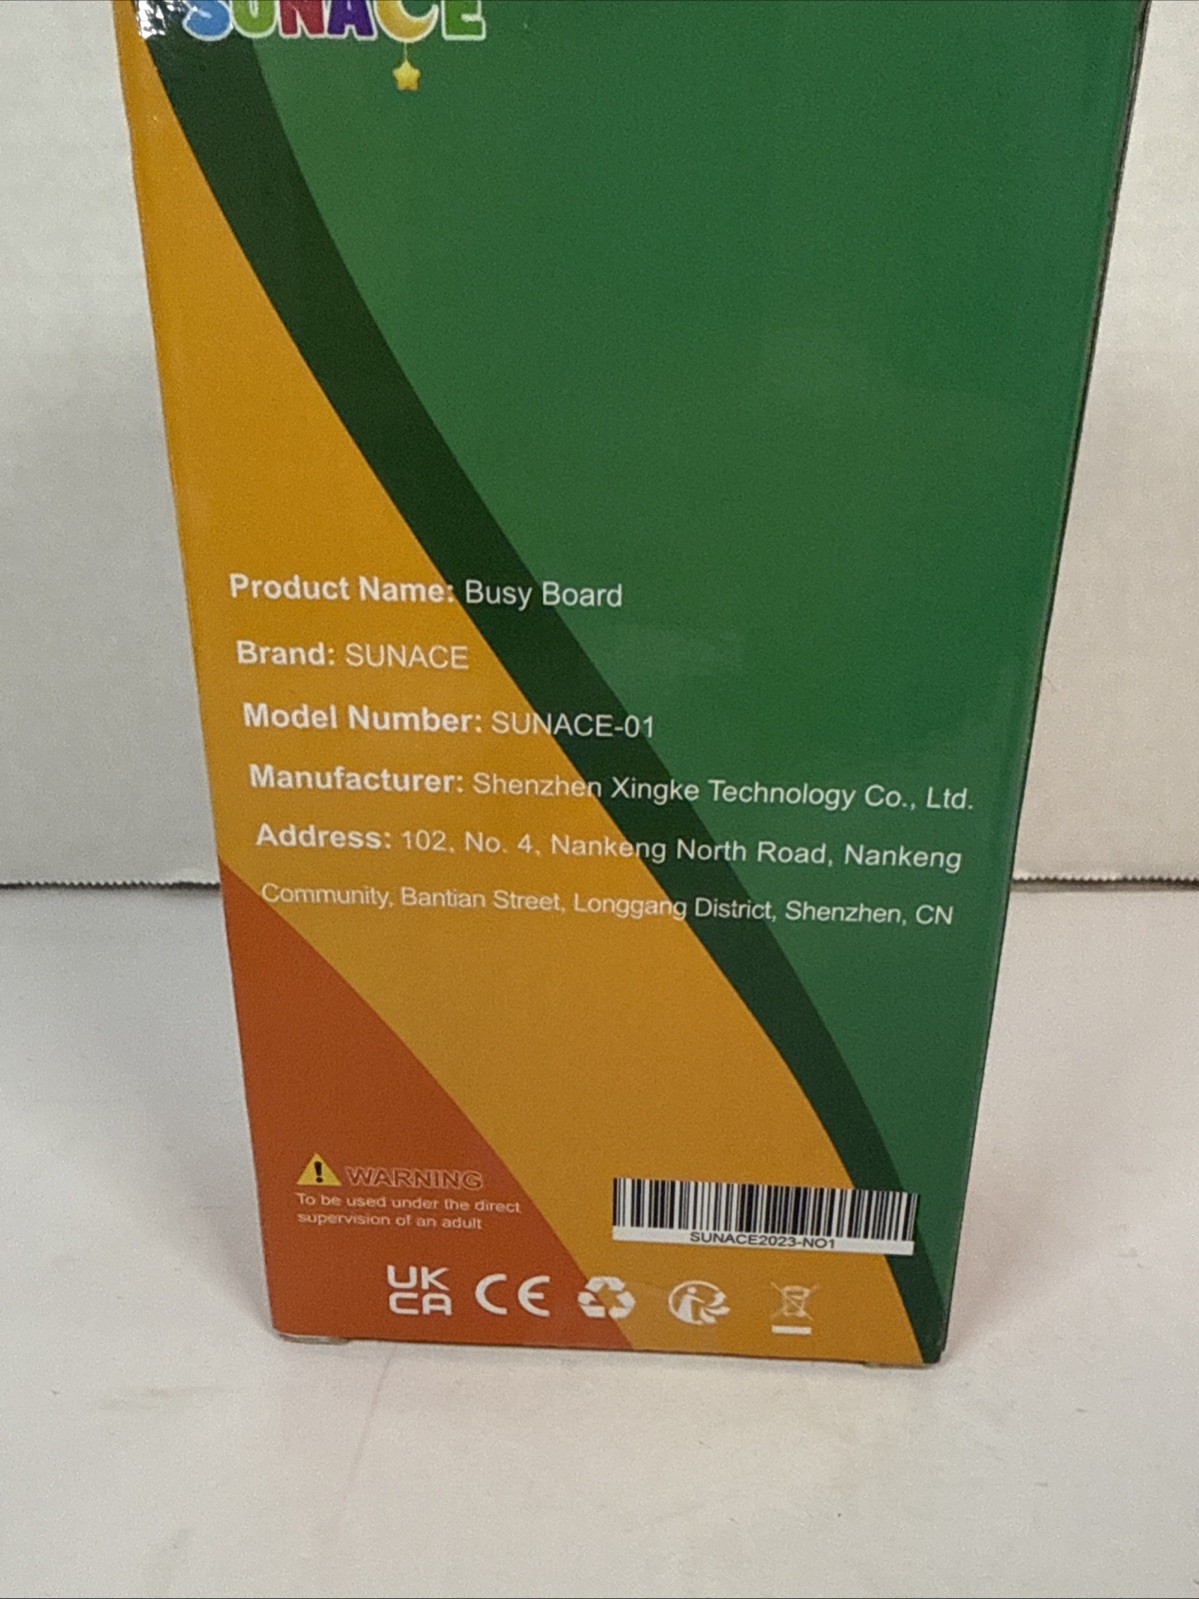 SUNACE
Product Name: Busy Board
Brand: SUNACE
Model Number: SUNACE-01
Manufacturer: Shenzhen Xingke Technology Co., Ltd.
Address: 102, No. 4, Nankeng North Road, Nankeng
Community, Bantian Street, Longgang District, Shenzhen, CN
WARNING
To be used under the direct
supervision of an adult
SUNACE2023-NO1
UK
CA CE